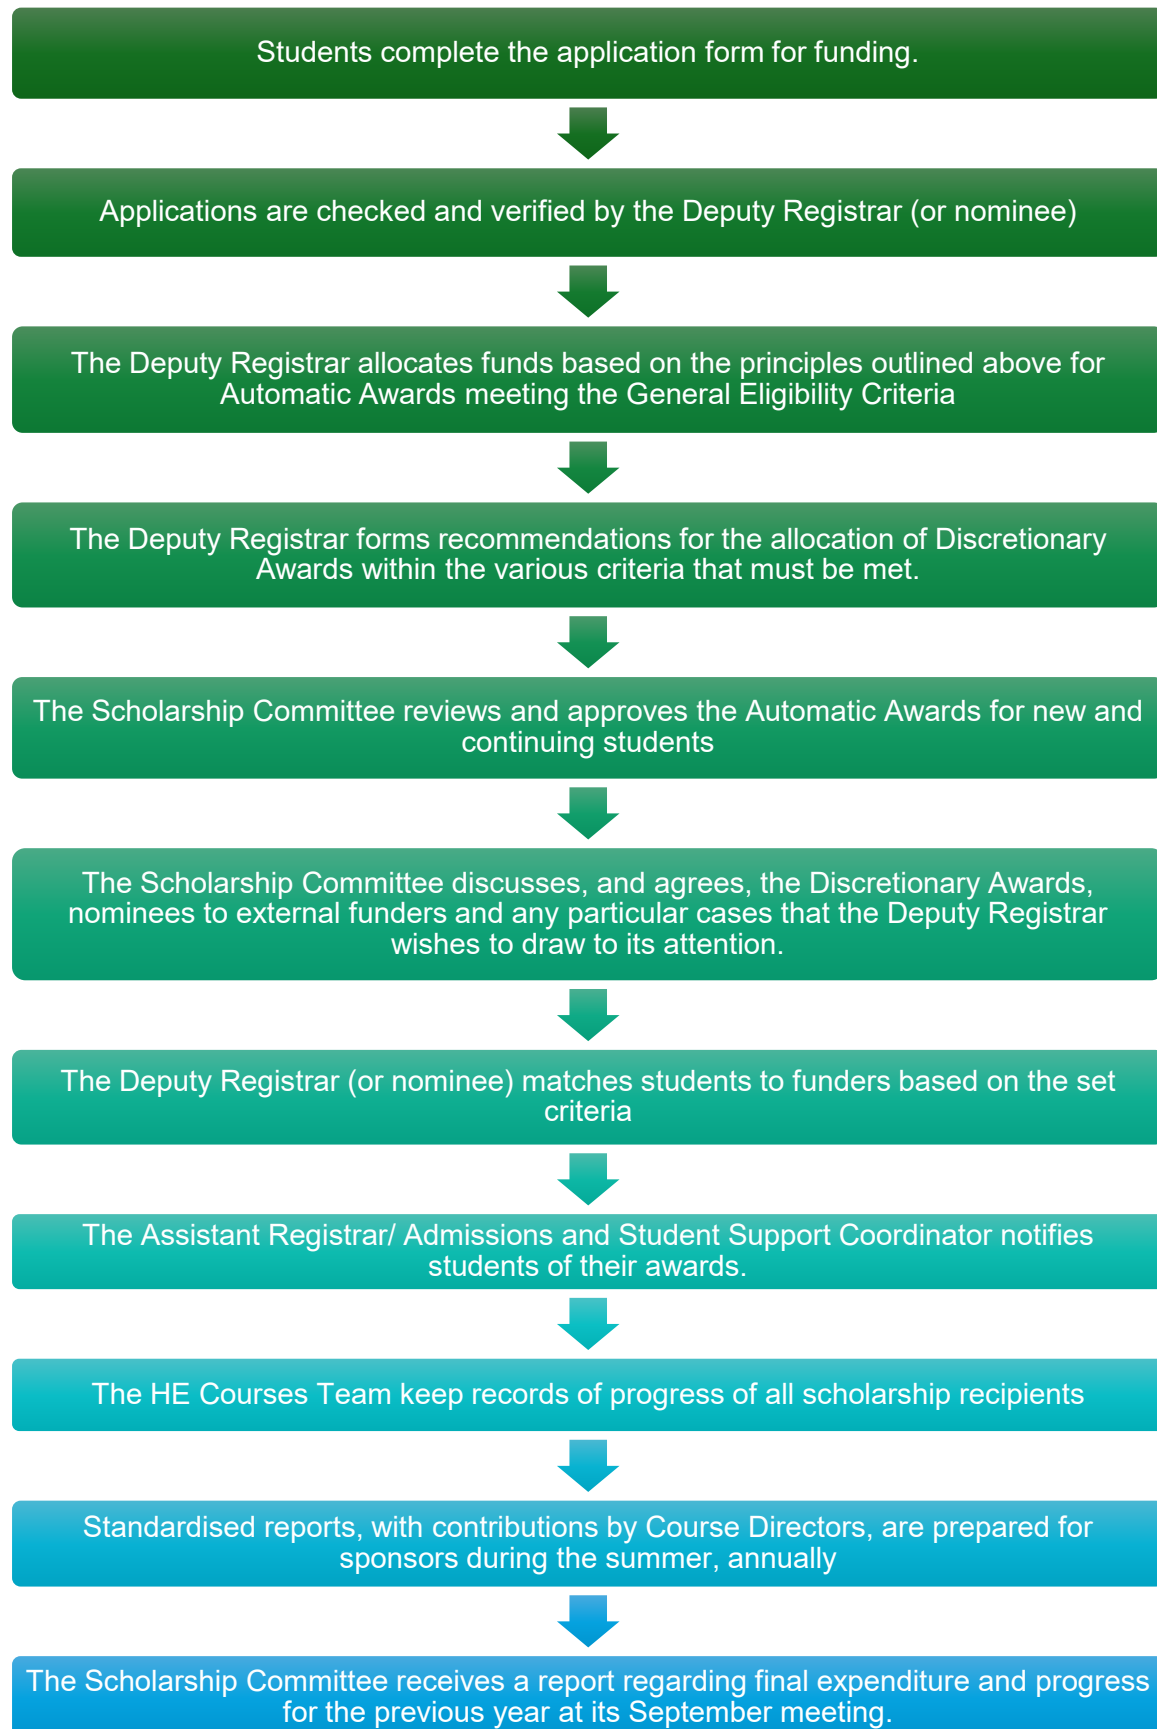 Students complete the application form for funding.
Applications are checked and verified by the Deputy Registrar (or nominee)
The Deputy Registrar allocates funds based on the principles outlined above for
Automatic Awards meeting the General Eligibility Criteria
The Deputy Registrar forms recommendations for the allocation of Discretionary
Awards within the various criteria that must be met.
The Scholarship Committee reviews and approves the Automatic Awards for new and
continuing students
The Scholarship Committee discusses, and agrees, the Discretionary Awards,
nominees to external funders and any particular cases that the Deputy Registrar
wishes to draw to its attention.
The Deputy Registrar (or nominee) matches students to funders based on the set
criteria
The Assistant Registrar/ Admissions and Student Support Coordinator notifies
students of their awards.
The HE Courses Team keep records of progress of all scholarship recipients
Standardised reports, with contributions by Course Directors, are prepared for
sponsors during the summer, annually
The Scholarship Committee receives a report regarding final expenditure and progress
for the previous year at its September meeting.